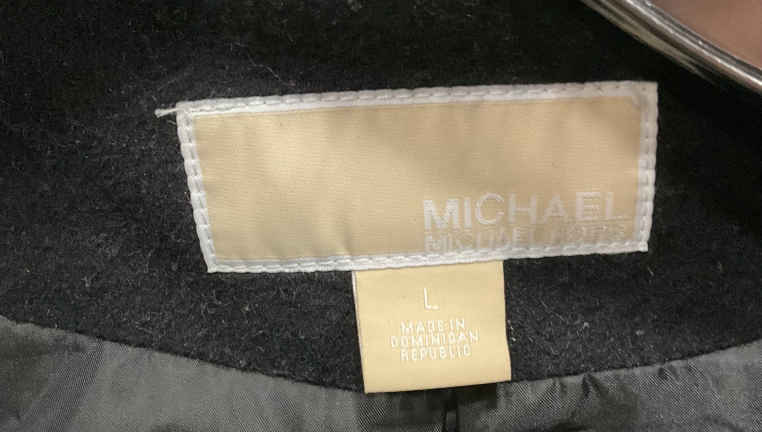 MICHAEL
MICHAEL KORS
L
MADE IN
DOMINICAN
REPUBLIC